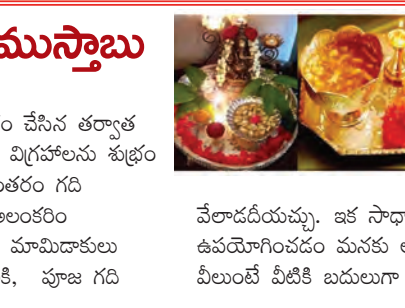 ముస్తాబు
ం చేసిన తర్వాత
విగ్రహాలను శుభ్రం
ంతరం గది
అలంకరిం
మామిడాకులు
కి, పూజ గది
వేలాడదీయచ్చు. ఇక సాధా
ఉపయోగించడం మనకు అ
వీలుంటే వీటికి బదులుగా